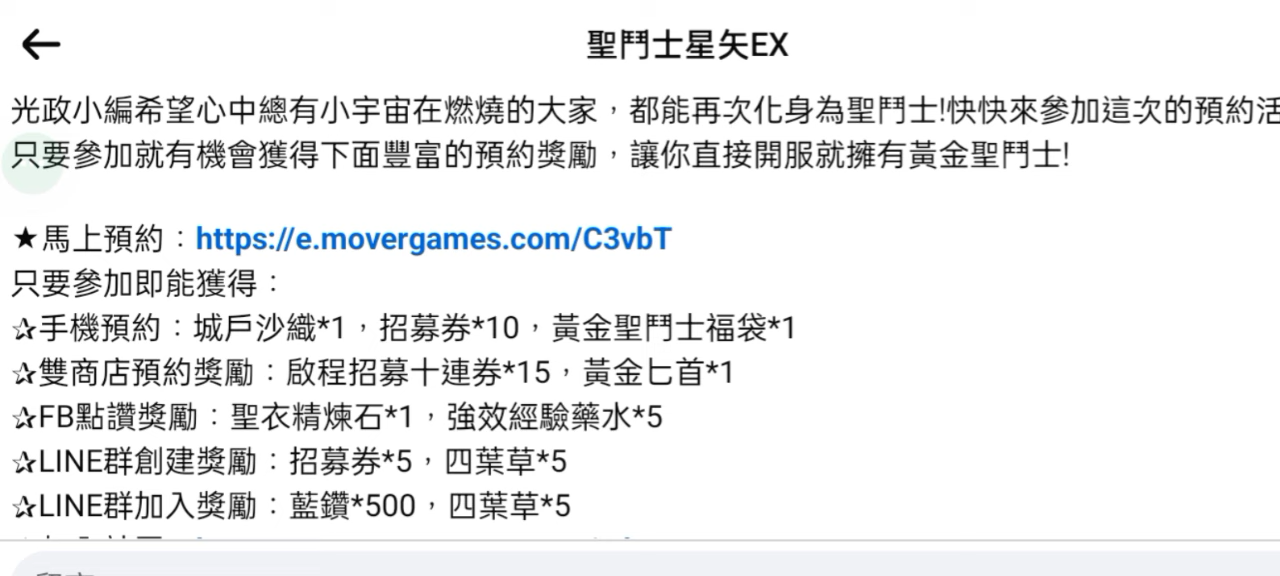 聖鬥士星矢EX
光政小編希望心中總有小宇宙在燃燒的大家，都能再次化身為聖鬥士!快快來參加這次的預約活
只要參加就有機會獲得下面豐富的預約獎勵，讓你直接開服就擁有黃金聖鬥士!
★馬上預約：https://e.movergames.com/C3vbT
只要參加即能獲得：
✰手機預約：城戶沙織*1，招募券*10，黃金聖鬥士福袋*1
✰雙商店預約獎勵：啟程招募十連券*15，黃金匕首*1
✰FB點讚獎勵：聖衣精煉石*1，強效經驗藥水*5
✰LINE群創建獎勵：招募券*5，四葉草*5
✰LINE群加入獎勵：藍鑽*500，四葉草*5